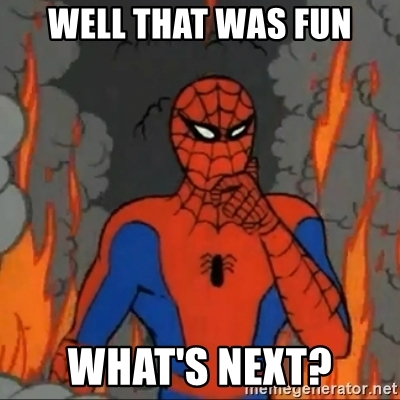 WELL THAT WAS FUN
WHAT'S NEXT?
memegenerator.net